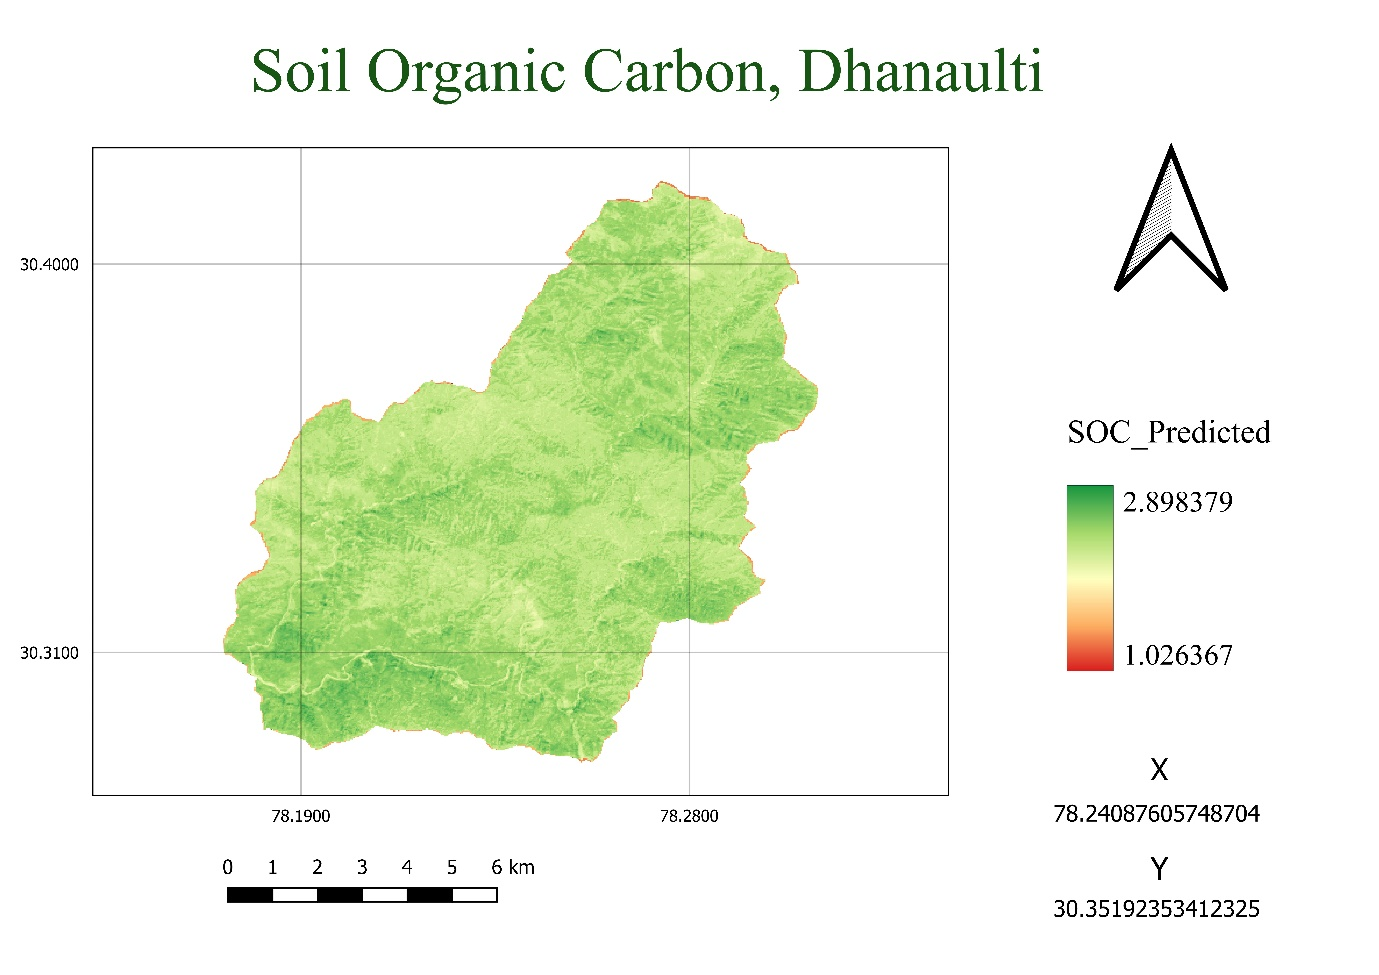 Soil Organic Carbon, Dhanaulti
30.4000
30.3100
78.1900 78.2800
0 1 2 3 4 5 6 km
SOC_Predicted
2.898379
1.026367
X
78.24087605748704
Y
30.35192353412325